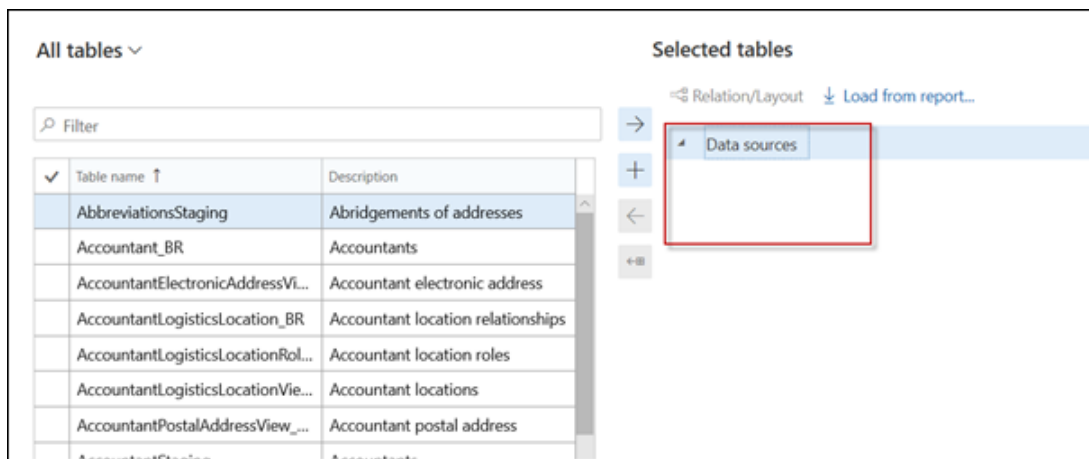 All tables
Selected tables
Relation/Layout Load from report...
Filter
Data sources
Table name ↑ Description
AbbreviationsStaging Abridgements of addresses
Accountant_BR Accountants
AccountantElectronicAddressVi... Accountant electronic address
AccountantLogisticsLocation_BR Accountant location relationships
AccountantLogisticsLocationRol... Accountant location roles
AccountantLogisticsLocationVie... Accountant locations
AccountantPostalAddressView_... Accountant postal address
AccountantStaging Accountants